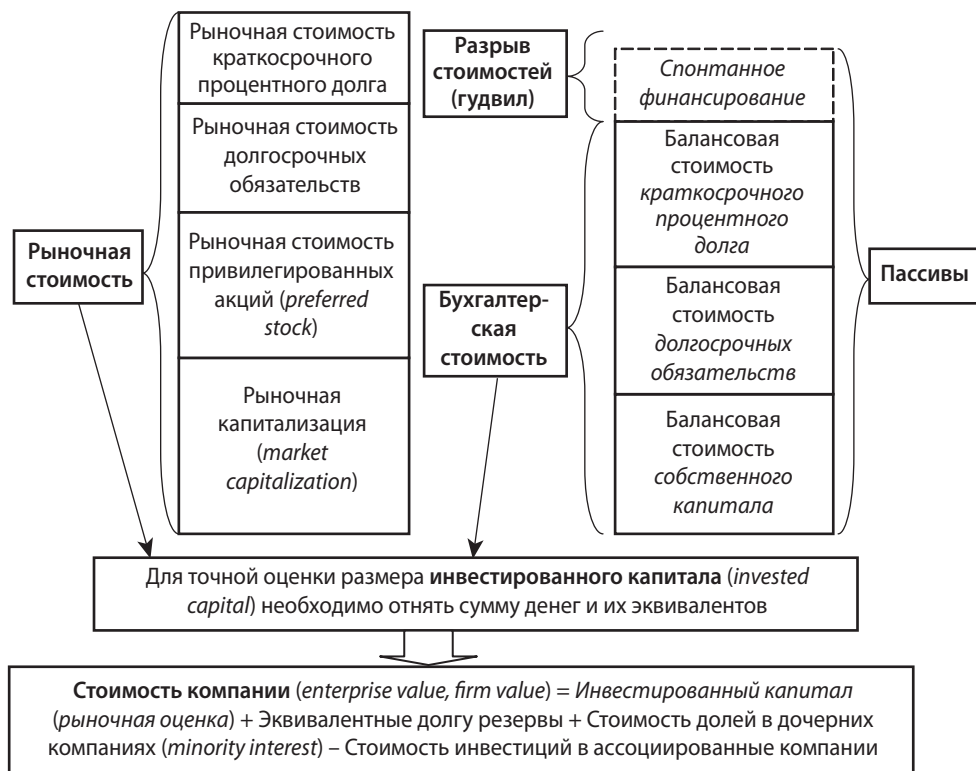 Рыночная стоимость
краткосрочного
процентного долга
Рыночная стоимость
долгосрочных
обязательств
Рыночная стоимость
привилегированных
акций (preferred
stock)
Рыночная
капитализация
(market
capitalization)
Рыночная
стоимость
Разрыв
стоимостей
(гудвил)
Бухгалтер-
ская
стоимость
Спонтанное
финансирование
Балансовая
стоимость
краткосрочного
процентного
долга
Балансовая
стоимость
долгосрочных
обязательств
Балансовая
стоимость
собственного
капитала
Пассивы
Для точной оценки размера инвестированного капитала (invested
capital) необходимо отнять сумму денег и их эквивалентов
Стоимость компании (enterprise value, firm value) = Инвестированный капитал
(рыночная оценка) + Эквивалентные долгу резервы + Стоимость долей в дочерних
компаниях (minority interest) – Стоимость инвестиций в ассоциированные компании